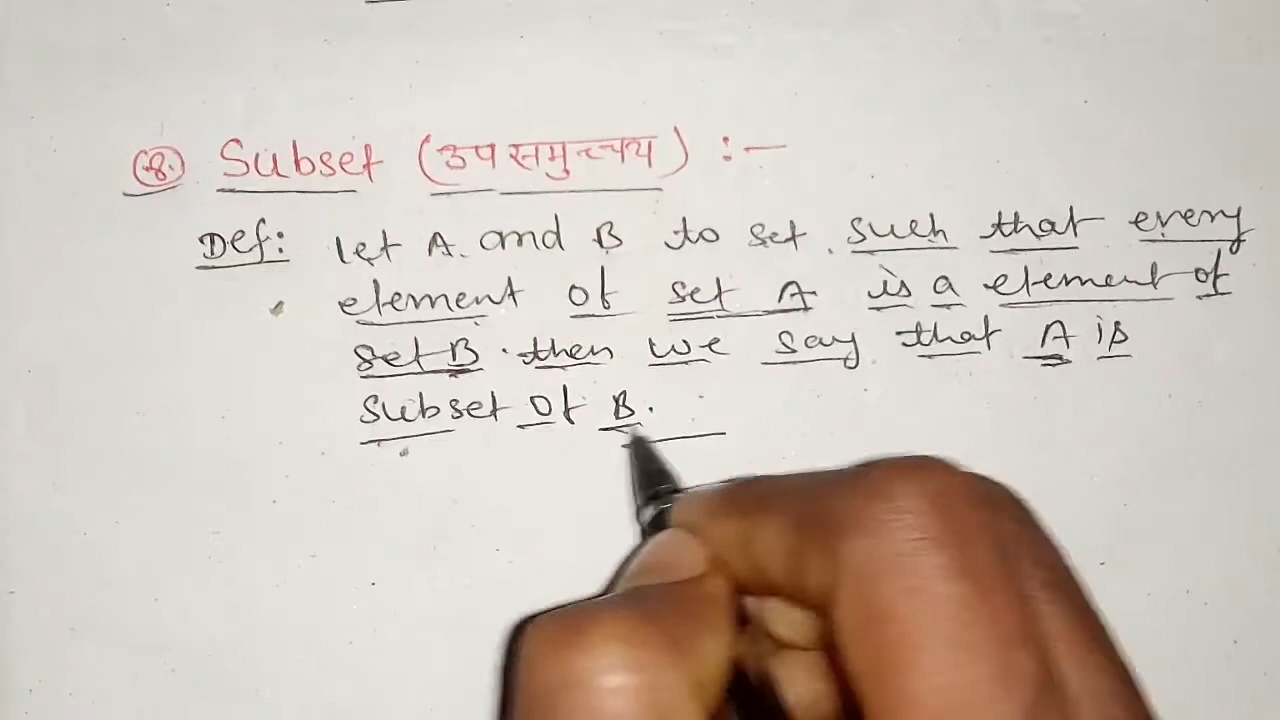 (8.) Subset (उपसमुच्चय) :-
Def: let A. and B to set. such that every
element of set A is a element of
set B. then we say that A is
subset of B.